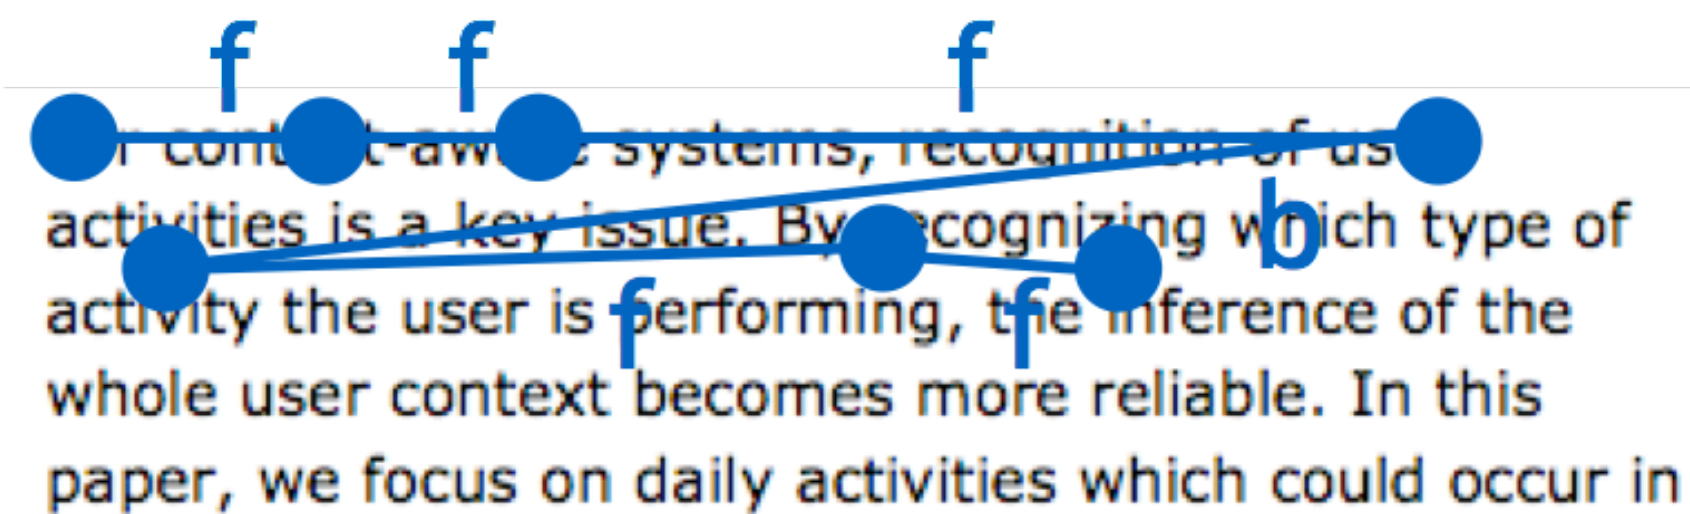 f f f
systems, recognition of
activities is a key issue. By recognizing which type of
b
activity the user is performing, the inference of the
f f
whole user context becomes more reliable. In this
paper, we focus on daily activities which could occur in